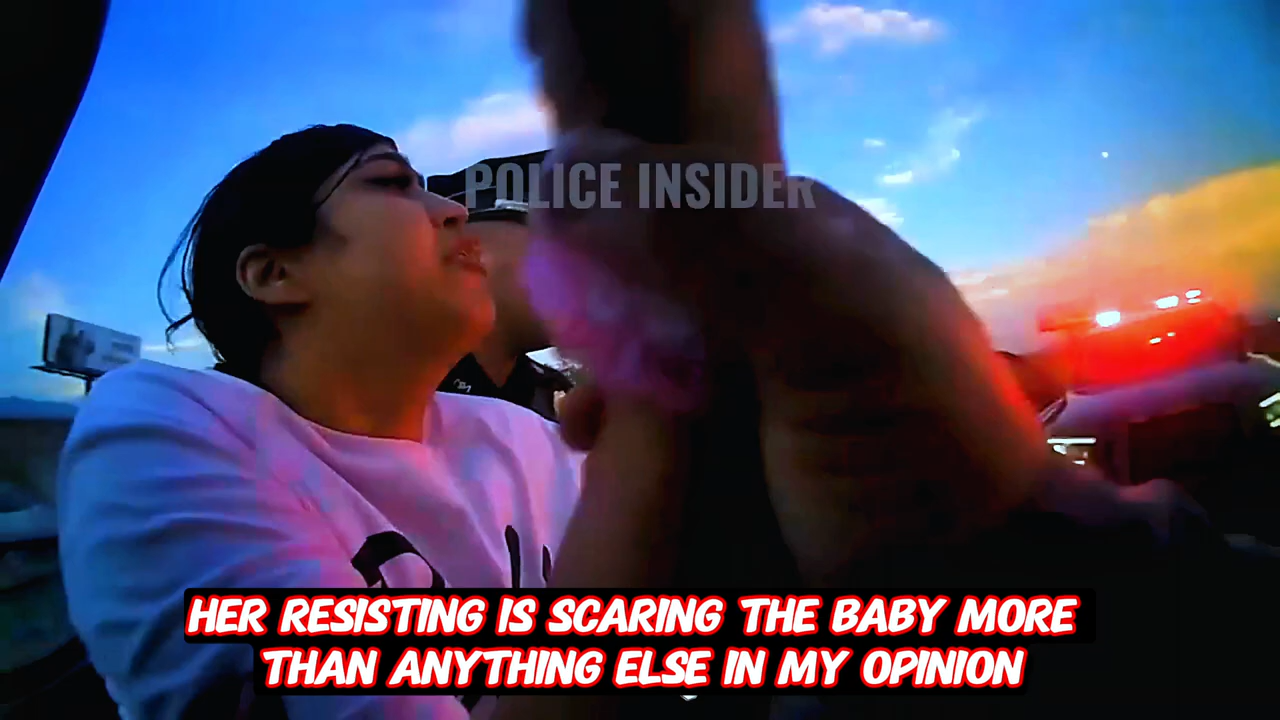 POLICE INSIDER
HER RESISTING IS SCARING THE BABY MORE
THAN ANYTHING ELSE IN MY OPINION